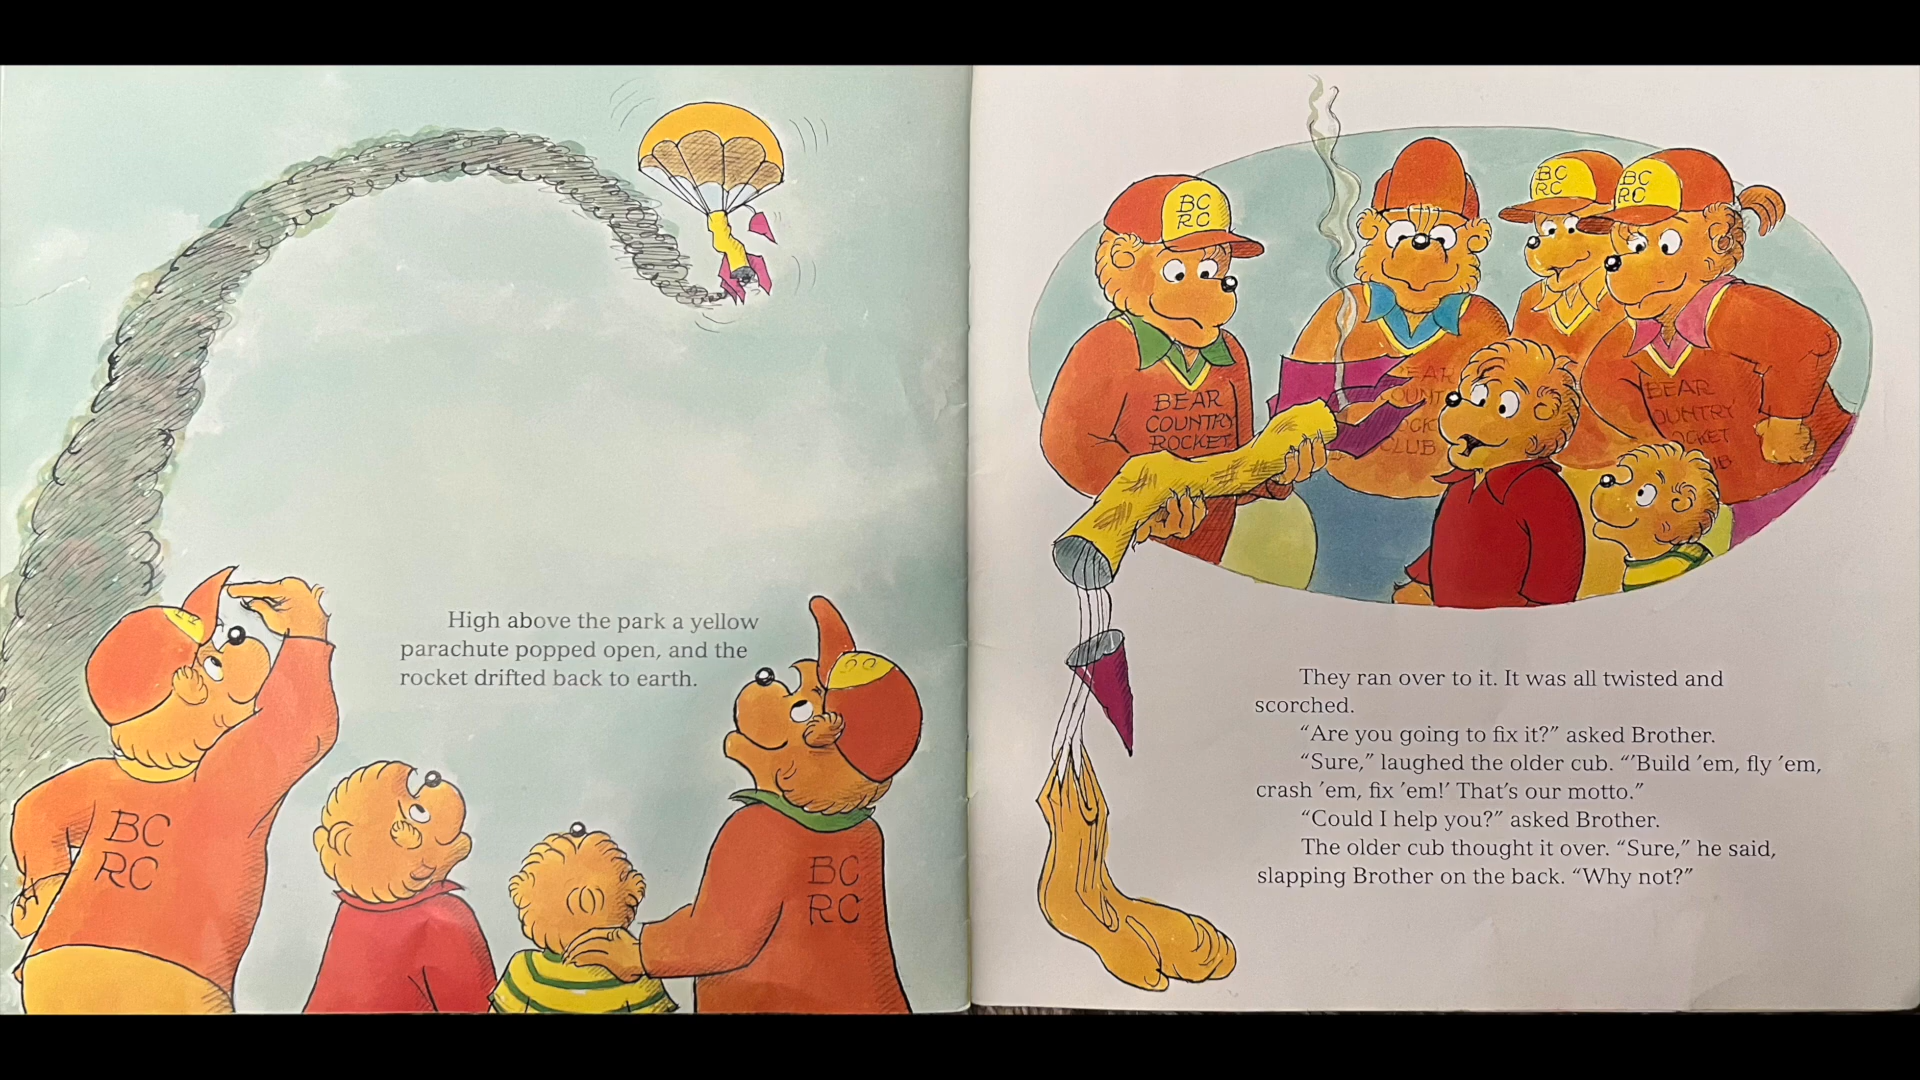 High above the park a yellow
parachute popped open, and the
rocket drifted back to earth.
BC
RC
BC
RC
BC
RC
BC
RC
BC
RC
BEAR
COUNTRY
ROCKET
CLUB
BEAR
COUNTRY
ROCKET
They ran over to it. It was all twisted and
scorched.
“Are you going to fix it?” asked Brother.
“Sure,” laughed the older cub. “’Build ’em, fly ’em,
crash ’em, fix ’em!’ That’s our motto.”
“Could I help you?” asked Brother.
The older cub thought it over. “Sure,” he said,
slapping Brother on the back. “Why not?”